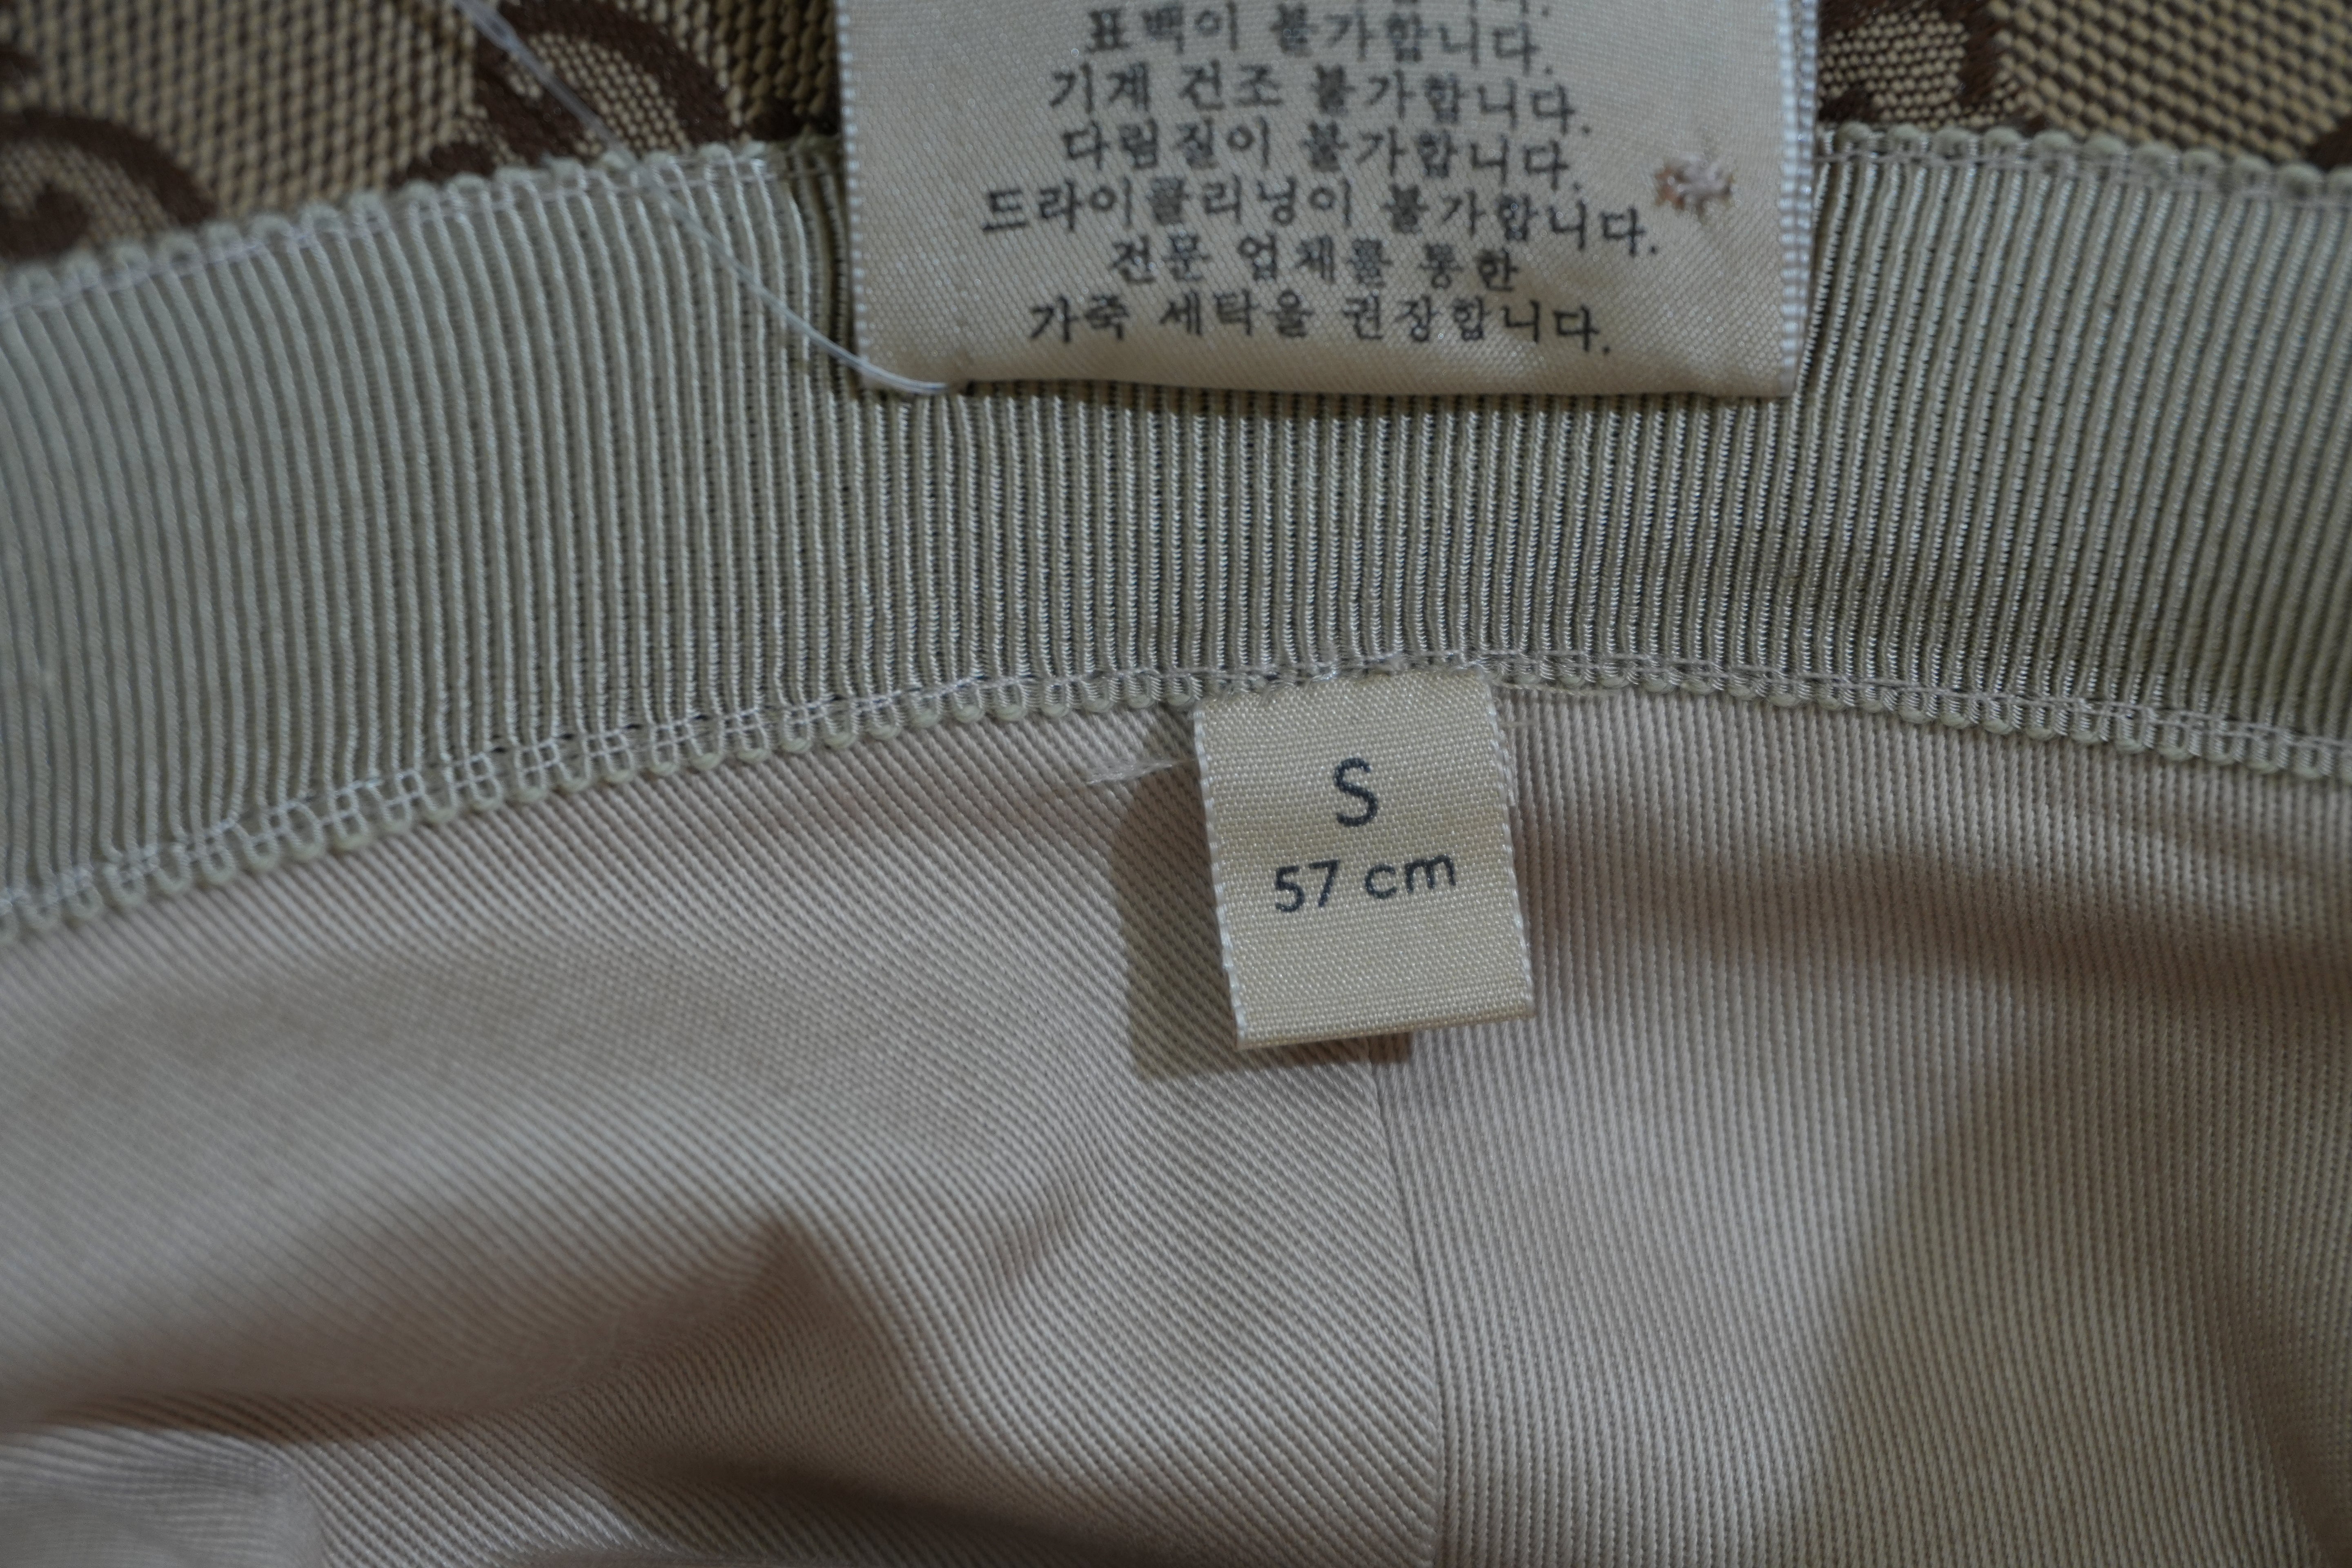 표백이 불가합니다.
기계 건조 불가합니다.
다림질이 불가합니다.
드라이클리닝이 불가합니다.
전문 업체를 통한
가죽 세탁을 권장합니다.
S
57 cm